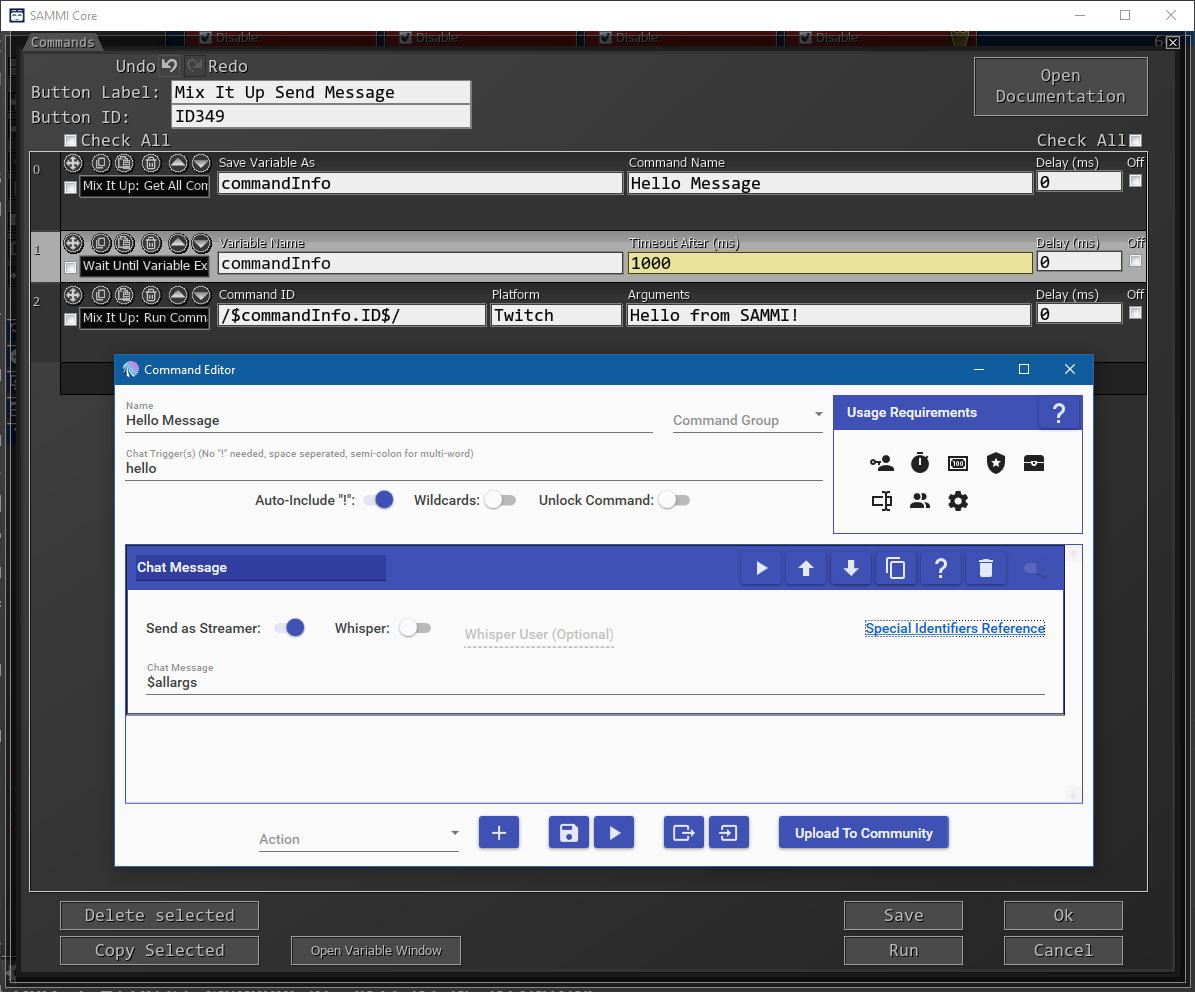 SAMMI Core
Disable Disable Disable Disable
Commands 6
Undo Redo
Button Label: Mix It Up Send Message
Button ID: ID349
Open
Documentation
Check All Check All
0 Save Variable As Command Name Delay (ms) Off
Mix It Up: Get All Com commandInfo Hello Message 0
1 Variable Name Timeout After (ms) Delay (ms) Off
Wait Until Variable Ex commandInfo 1000 0
2 Command ID Platform Arguments Delay (ms) Off
Mix It Up: Run Comma /$commandInfo.ID$/ Twitch Hello from SAMMI! 0
Command Editor
Name
Hello Message
Command Group
Usage Requirements ?
Chat Trigger(s) (No "!" needed, space seperated, semi-colon for multi-word)
hello
100
Auto-Include "!": Wildcards: Unlock Command:
Chat Message ?
Send as Streamer: Whisper: Whisper User (Optional) Special Identifiers Reference
Chat Message
$allargs
Action + Upload To Community
Delete selected Save Ok
Copy Selected Open Variable Window Run Cancel